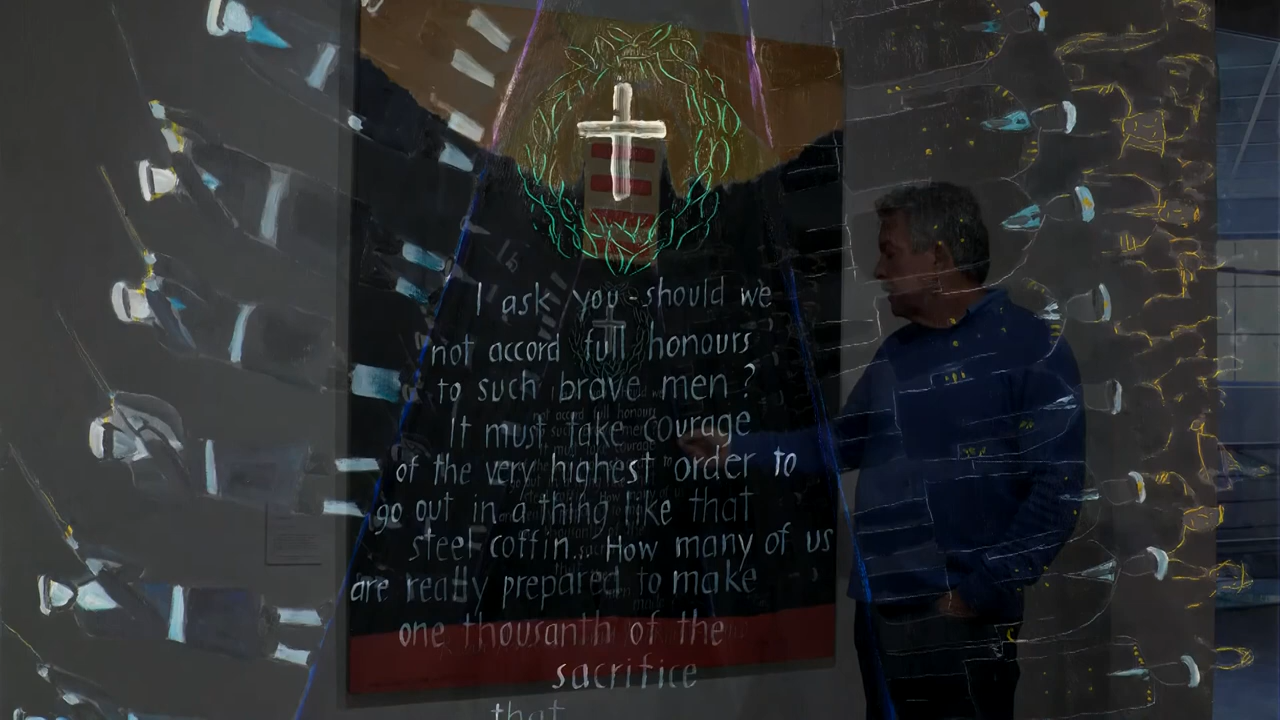 I ask you - should we
not accord full honours
to such brave men?
It must take courage
of the very highest order to
go out in a thing like that
steel coffin. How many of us
are really prepared to make
one thousanth of the
sacrifice
that